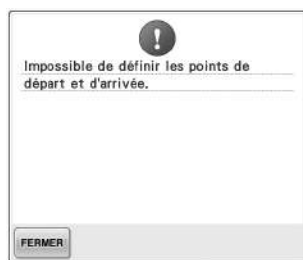 Impossible de définir les points de
départ et d'arrivée.
FERMER